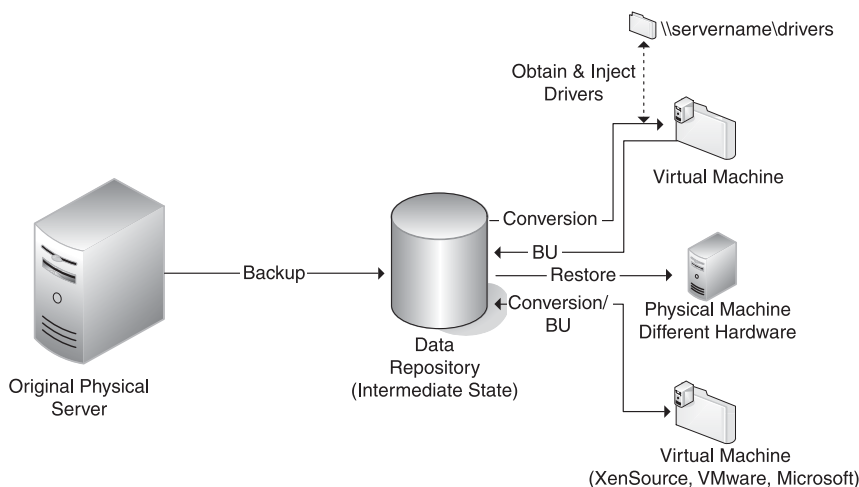 \\servername\drivers
Obtain & Inject
Drivers
Virtual Machine
Conversion
BU
Backup
Restore
Conversion/
BU
Physical Machine
Different Hardware
Data
Repository
(Intermediate State)
Original Physical
Server
Virtual Machine
(XenSource, VMware, Microsoft)